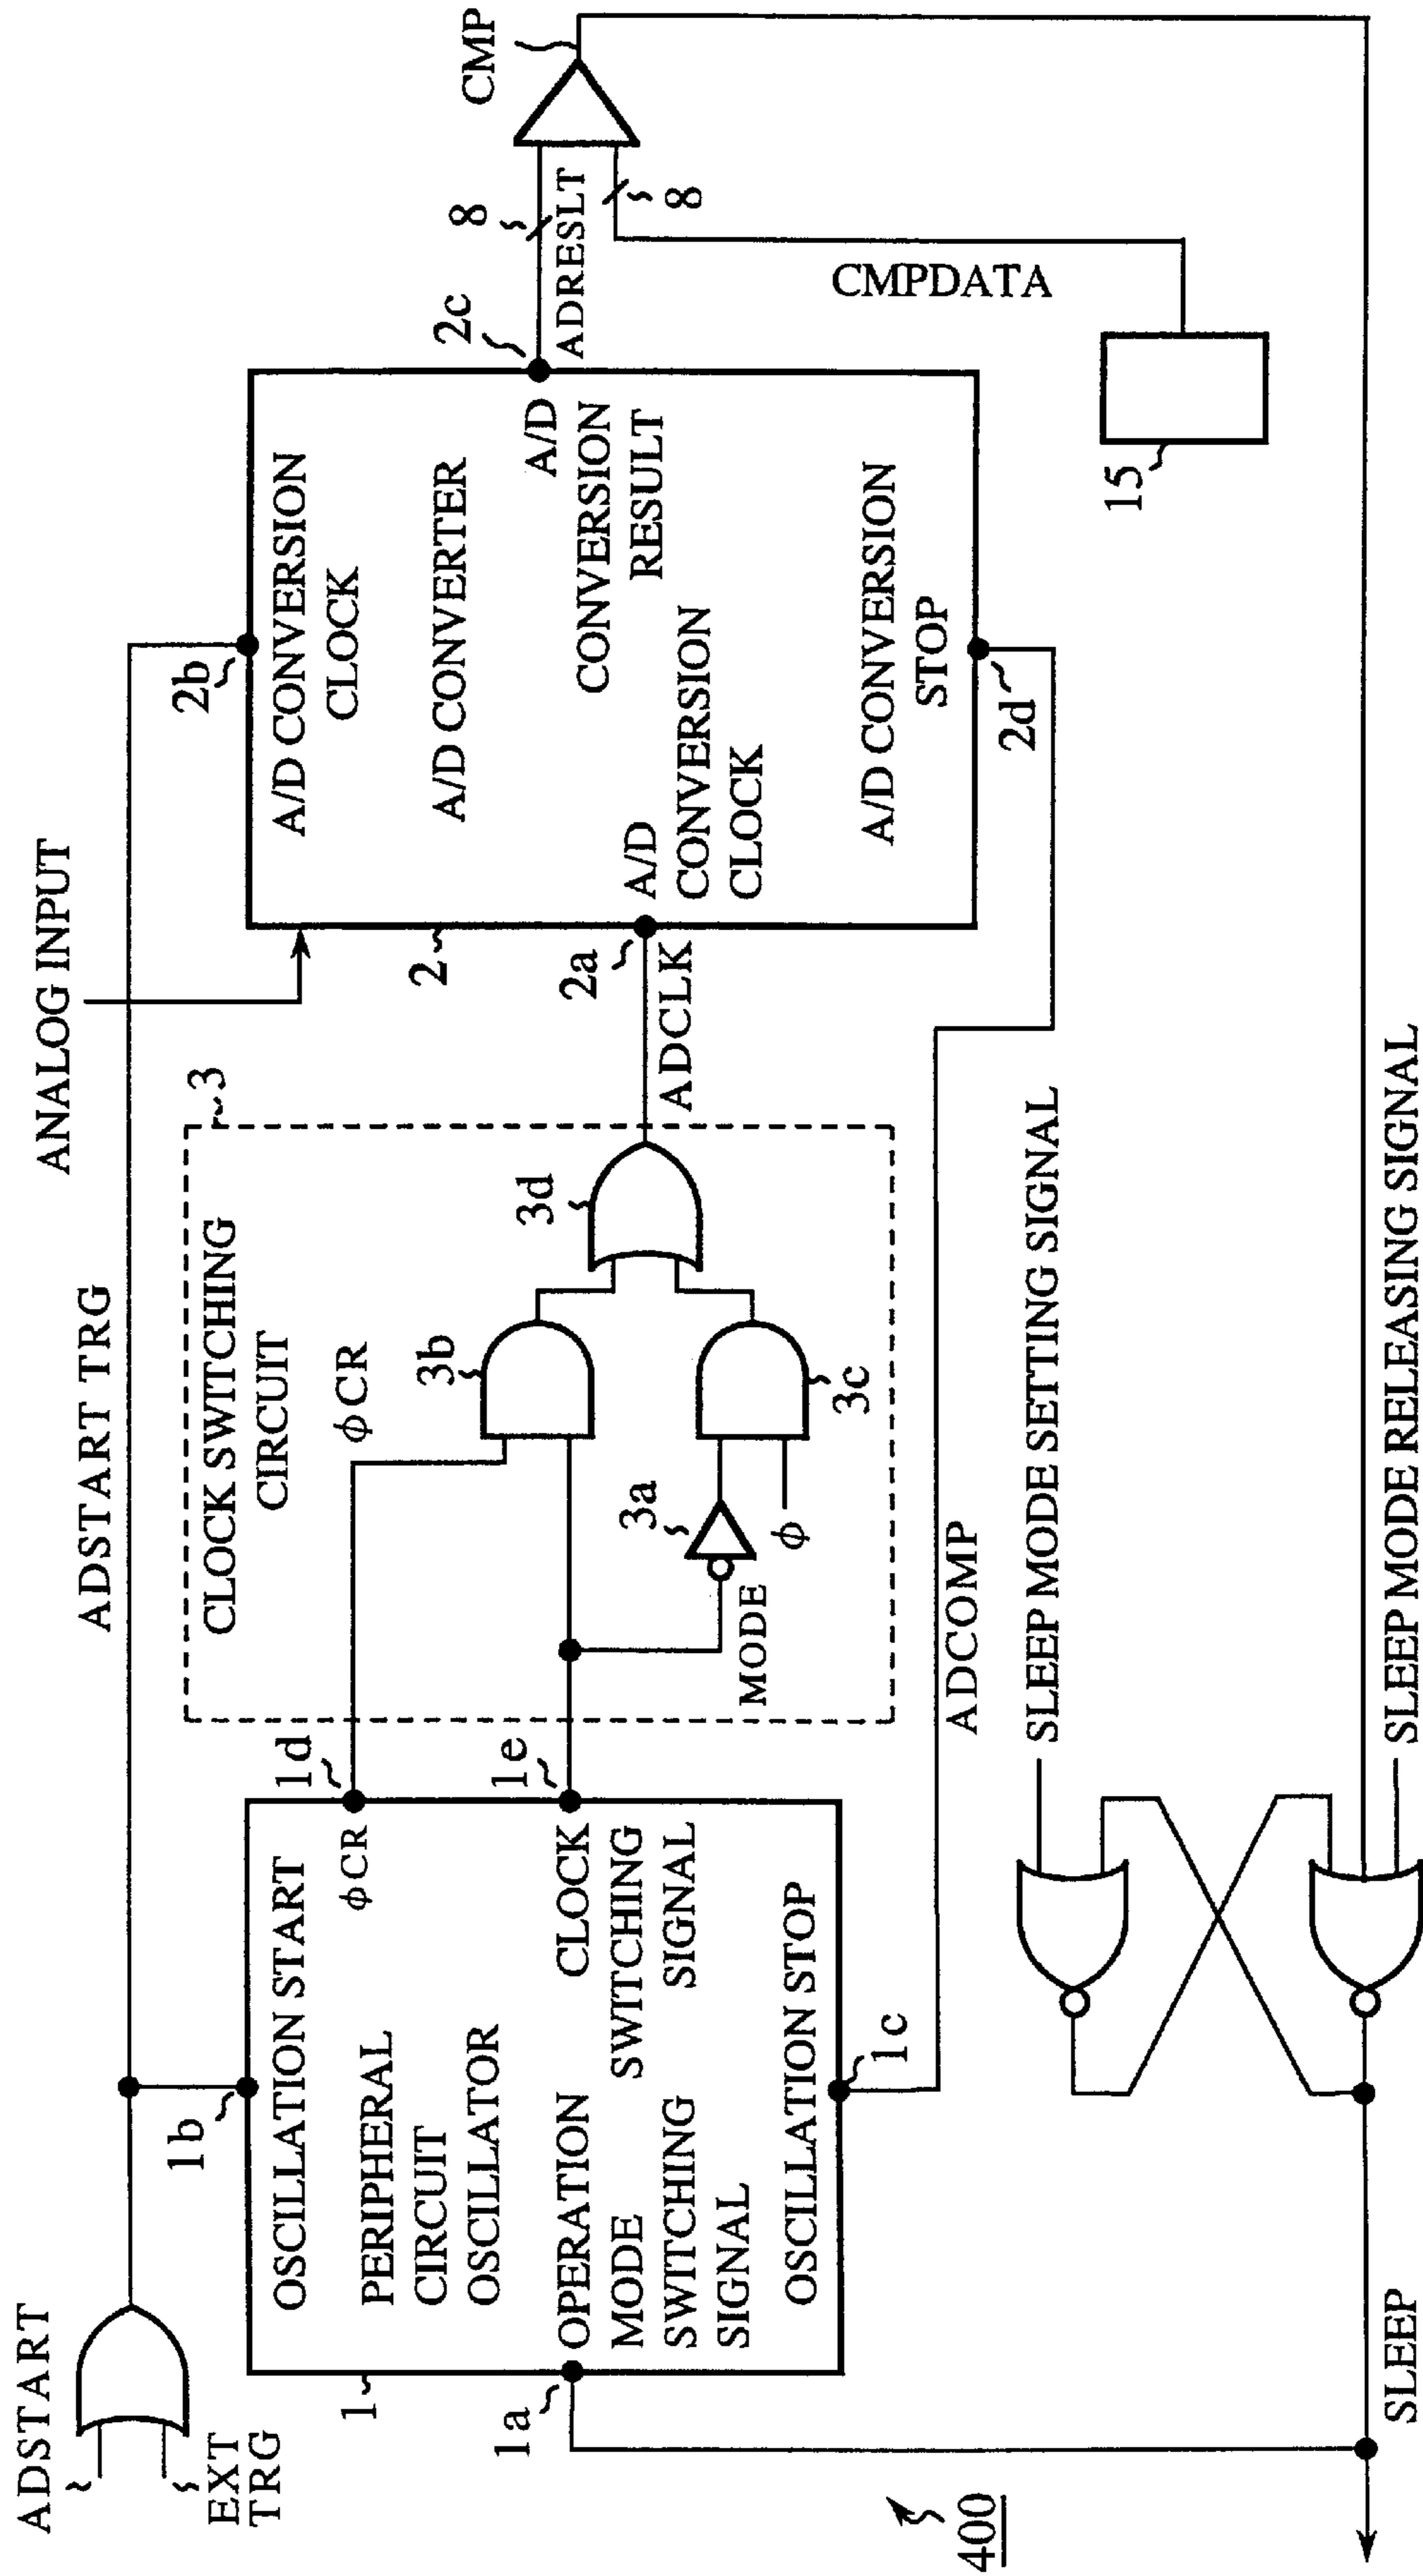 ADSTART
EXT
TRG
ADSTART TRG
ANALOG INPUT
1b
OSCILLATION START
PERIPHERAL
CIRCUIT
OSCILLATOR
OPERATION
MODE
SWITCHING
SIGNAL
ϕCR
CLOCK
SWITCHING
SIGNAL
OSCILLATION STOP
1
1a
1c
1d
1e
CLOCK SWITCHING
CIRCUIT
3
ϕCR
3b
3a
MODE
ϕ
3c
3d
ADCLK
2a
2
2b
A/D CONVERSION
CLOCK
A/D CONVERTER
A/D
CONVERSION
RESULT
A/D
CONVERSION
CLOCK
A/D CONVERSION
STOP
2c
2d
ADRESLT
8
8
CMP
CMPDATA
15
ADCOMP
SLEEP MODE SETTING SIGNAL
SLEEP MODE RELEASING SIGNAL
SLEEP
400